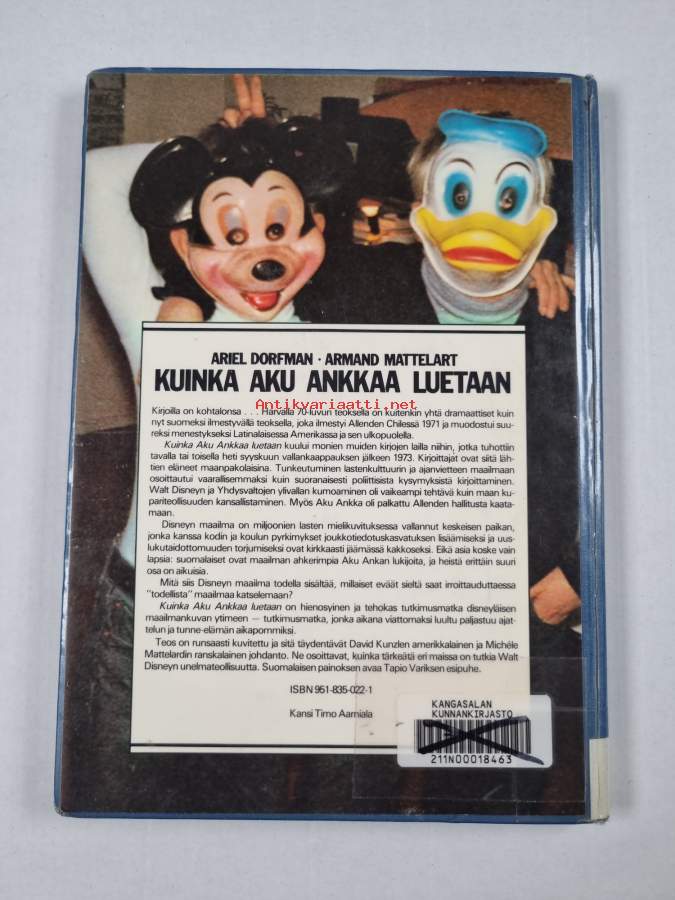 ARIEL DORFMAN · ARMAND MATTELART
KUINKA AKU ANKKAA LUETAAN
Antikvariaatti.net
Kirjoilla on kohtalonsa . . . Harvalla 70-luvun teoksella on kuitenkin yhtä dramaattiset kuin
nyt suomeksi ilmestyvällä teoksella, joka ilmestyi Allenden Chilessä 1971 ja muodostui suu-
reksi menestykseksi Latinalaisessa Amerikassa ja sen ulkopuolella.
Kuinka Aku Ankkaa luetaan kuului monien muiden kirjojen lailla niihin, jotka tuhottiin
tavalla tai toisella heti syyskuun vallankaappauksen jälkeen 1973. Kirjoittajat ovat siitä läh-
tien eläneet maanpakolaisina. Tunkeutuminen lastenkulttuurin ja ajanvietteen maailmaan
osoittautui vaarallisemmaksi kuin suoranaisesti poliittisista kysymyksistä kirjoittaminen.
Walt Disneyn ja Yhdysvaltojen ylivallan kumoaminen oli vaikeampi tehtävä kuin maan ku-
pariteollisuuden kansallistaminen. Myös Aku Ankka oli palkattu Allenden hallitusta kaata-
maan.
Disneyn maailma on miljoonien lasten mielikuvituksessa vallannut keskeisen paikan,
jonka kanssa kodin ja koulun pyrkimykset joukkotiedotuskasvatuksen lisäämiseksi ja uus-
lukutaidottomuuden torjumiseksi ovat kirkkaasti jäämässä kakkoseksi. Eikä asia koske vain
lapsia: suomalaiset ovat maailman ahkerimpia Aku Ankan lukijoita, ja heistä erittäin suuri
osa on aikuisia.
Mitä siis Disneyn maailma todella sisältää, millaiset eväät sieltä saat irroittauduttaessa
"todellista" maailmaa katselemaan?
Kuinka Aku Ankkaa luetaan on hienosyinen ja tehokas tutkimusmatka disneyläisen
maailmankuvan ytimeen — tutkimusmatka, jonka aikana viattomaksi luultu paljastuu ajat-
telun ja tunne-elämän aikapommiksi.
Teos on runsaasti kuvitettu ja sitä täydentävät David Kunzlen amerikkalainen ja Michéle
Mattelardin ranskalainen johdanto. Ne osoittavat, kuinka tärkeätä eri maissa on tutkia Walt
Disneyn unelmateollisuutta. Suomalaisen painoksen avaa Tapio Variksen esipuhe.
ISBN 951-835-022-1
Kansi Timo Aarniala
KANGASALAN
KUNNANKIRJASTO
211N00018463